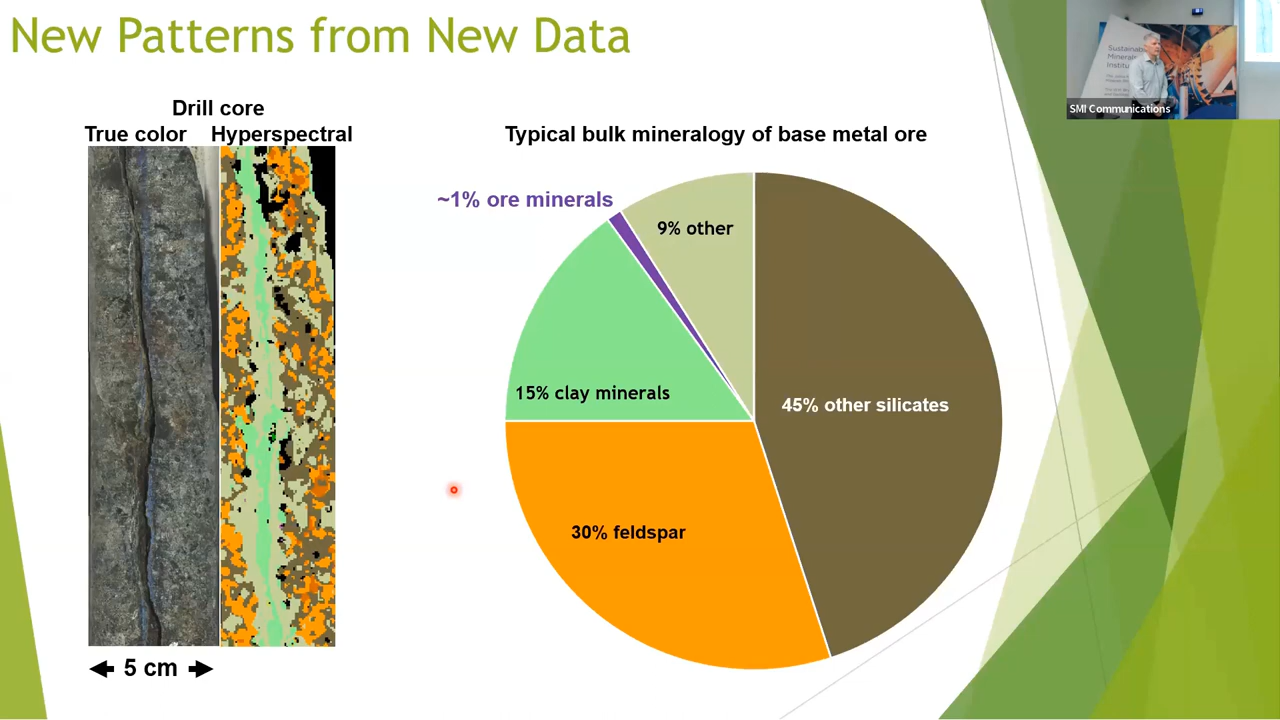 New Patterns from New Data
Drill core
True color Hyperspectral
5 cm
Typical bulk mineralogy of base metal ore
~1% ore minerals
9% other
15% clay minerals
45% other silicates
30% feldspar
Minerals
SMI Communications